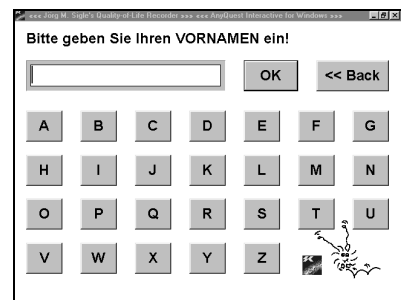 ««« Jörg M. Sigle's Quality-of-Life Recorder »»» ««« AnyQuest Interactive for Windows »»»
Bitte geben Sie Ihren VORNAMEN ein!
OK << Back
A B C D E F G
H I J K L M N
O P Q R S T U
V W X Y Z